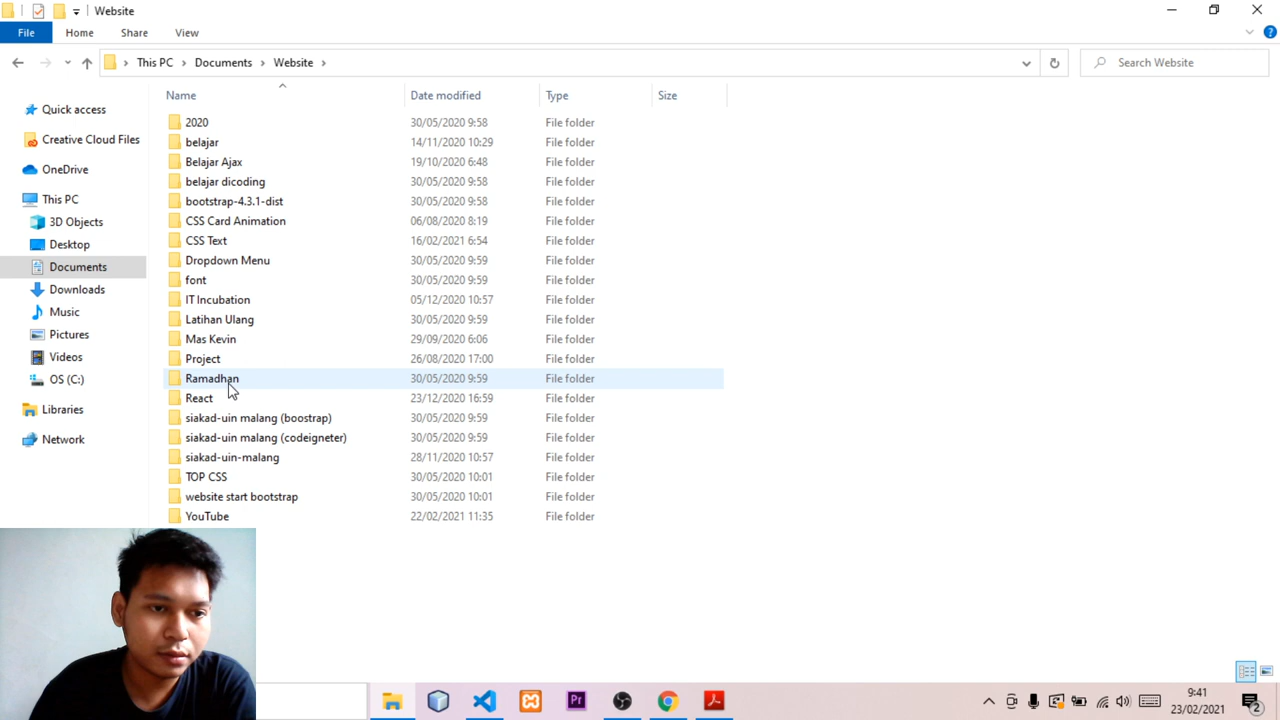 Website
File Home Share View
This PC Documents Website Search Website
Name Date modified Type Size
Quick access
Creative Cloud Files
OneDrive
This PC
3D Objects
Desktop
Documents
Downloads
Music
Pictures
Videos
OS (C:)
Libraries
Network
2020 30/05/2020 9:58 File folder
belajar 14/11/2020 10:29 File folder
Belajar Ajax 19/10/2020 6:48 File folder
belajar dicoding 30/05/2020 9:58 File folder
bootstrap-4.3.1-dist 30/05/2020 9:58 File folder
CSS Card Animation 06/08/2020 8:19 File folder
CSS Text 16/02/2021 6:54 File folder
Dropdown Menu 30/05/2020 9:59 File folder
font 30/05/2020 9:59 File folder
IT Incubation 05/12/2020 10:57 File folder
Latihan Ulang 30/05/2020 9:59 File folder
Mas Kevin 29/09/2020 6:06 File folder
Project 26/08/2020 17:00 File folder
Ramadhan 30/05/2020 9:59 File folder
React 23/12/2020 16:59 File folder
siakad-uin malang (boostrap) 30/05/2020 9:59 File folder
siakad-uin malang (codeigneter) 30/05/2020 9:59 File folder
siakad-uin-malang 28/11/2020 10:57 File folder
TOP CSS 30/05/2020 10:01 File folder
website start bootstrap 30/05/2020 10:01 File folder
YouTube 22/02/2021 11:35 File folder
Pr
9:41
23/02/2021
2